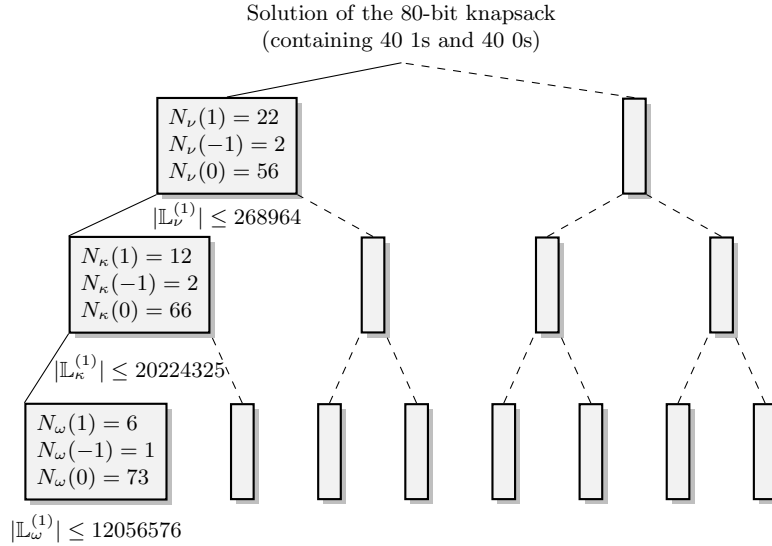 Solution of the 80-bit knapsack
(containing 40 1s and 40 0s)
N_ν(1) = 22
N_ν(−1) = 2
N_ν(0) = 56
|𝕃_ν^{(1)}| ≤ 268964
N_κ(1) = 12
N_κ(−1) = 2
N_κ(0) = 66
|𝕃_κ^{(1)}| ≤ 20224325
N_ω(1) = 6
N_ω(−1) = 1
N_ω(0) = 73
|𝕃_ω^{(1)}| ≤ 12056576